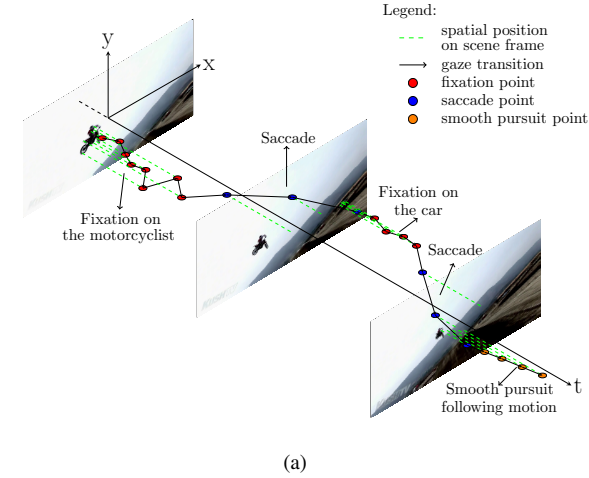 Legend:
spatial position
on scene frame
gaze transition
fixation point
saccade point
smooth pursuit point
y
x
Saccade
Fixation on
the car
Fixation on
the motorcyclist
Saccade
t
Smooth pursuit
following motion
(a)